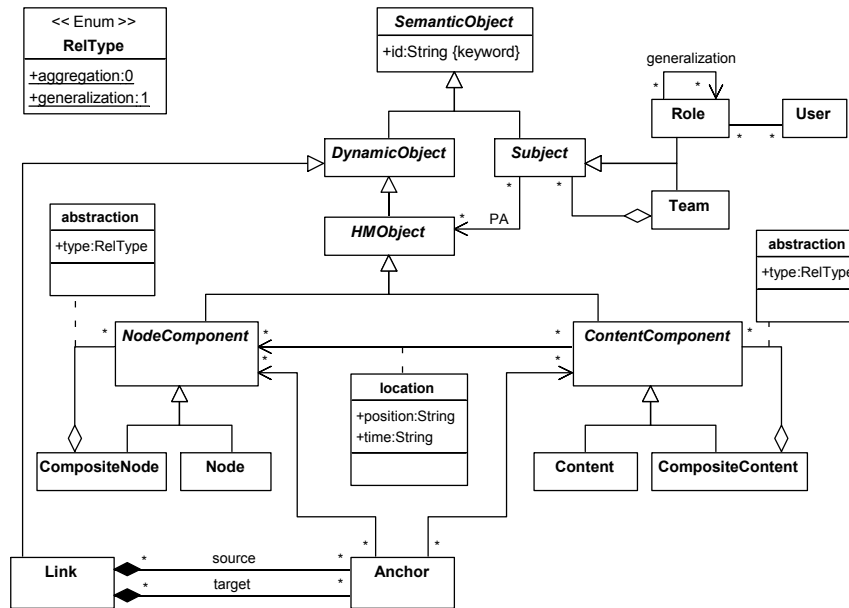 << Enum >>
RelType
+aggregation:0
+generalization:1
SemanticObject
+id:String {keyword}
generalization
* *
Role
User
* *
DynamicObject
Subject
* *
Team
PA
*
HMObject
abstraction
+type:RelType
abstraction
+type:RelType
*
NodeComponent
*
*
*
*
ContentComponent
*
location
+position:String
+time:String
CompositeNode
Node
Content
CompositeContent
* *
Link
* source *
* target *
Anchor